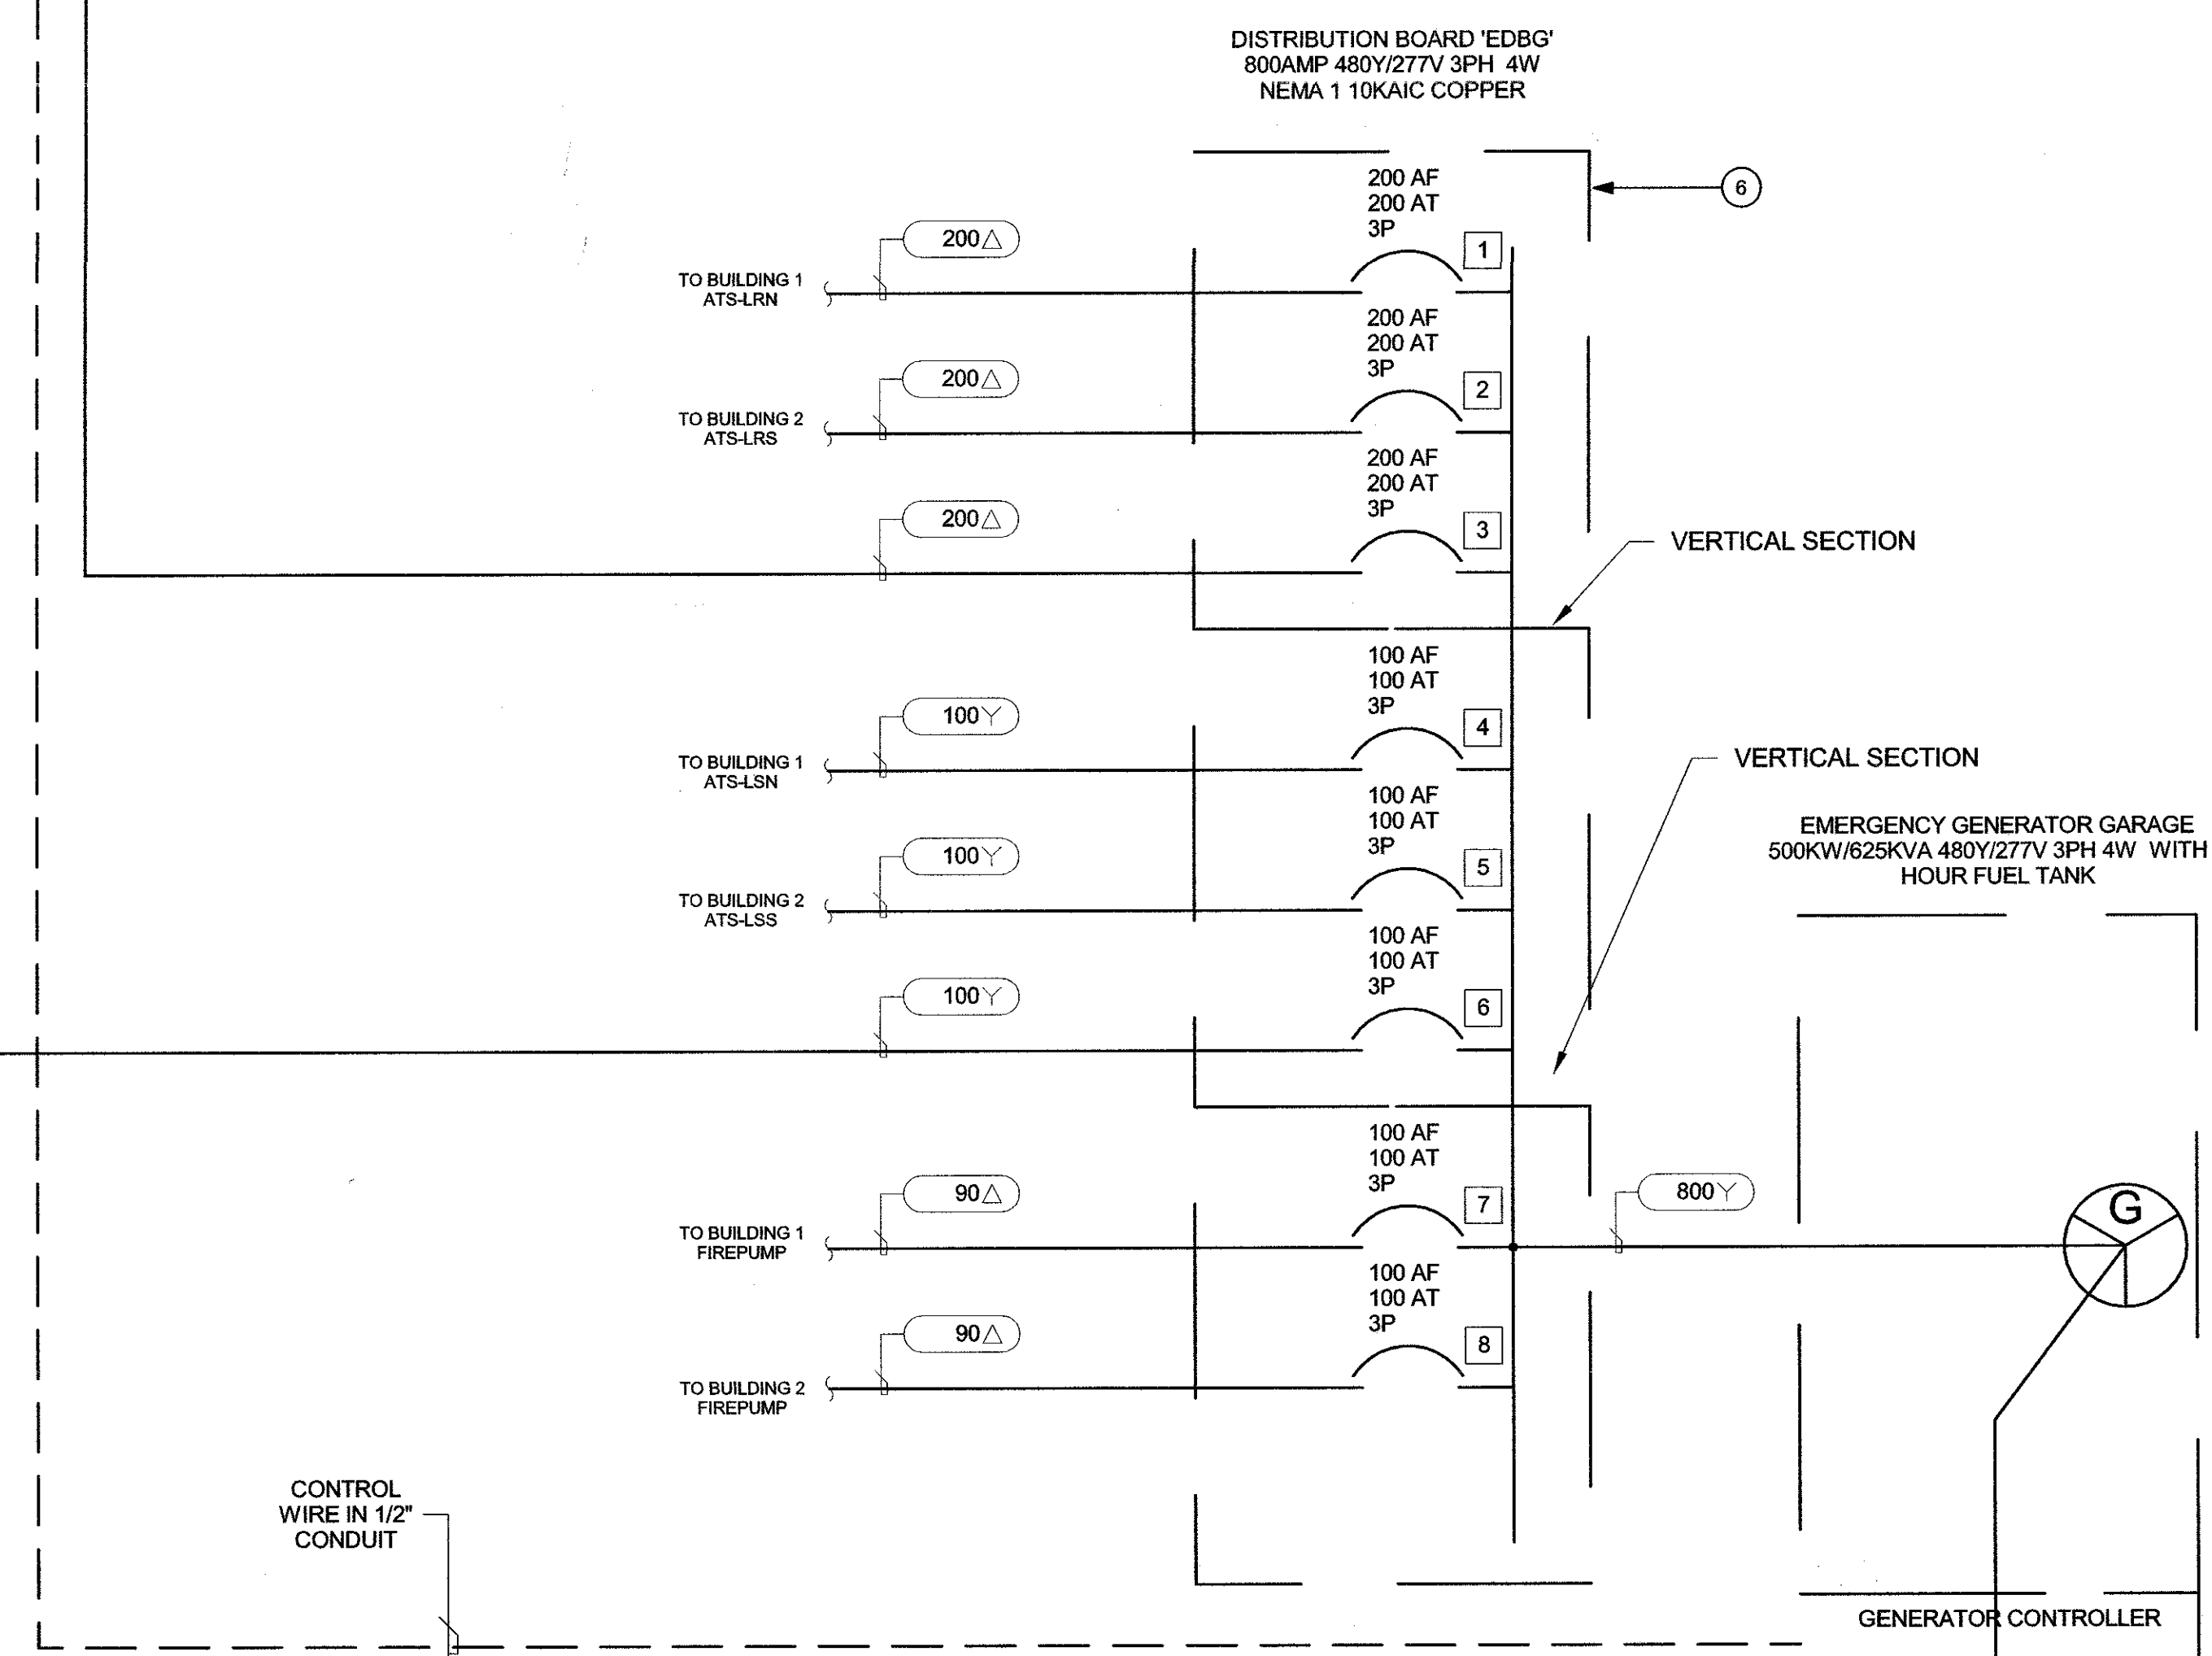 DISTRIBUTION BOARD 'EDBG'
800AMP 480Y/277V 3PH 4W
NEMA 1 10KAIC COPPER
6
200 AF
200 AT
3P
1
200△
TO BUILDING 1
ATS-LRN
200 AF
200 AT
3P
2
200△
TO BUILDING 2
ATS-LRS
200 AF
200 AT
3P
3
200△
VERTICAL SECTION
100 AF
100 AT
3P
4
100Y
TO BUILDING 1
ATS-LSN
VERTICAL SECTION
100 AF
100 AT
3P
5
100Y
TO BUILDING 2
ATS-LSS
EMERGENCY GENERATOR GARAGE
500KW/625KVA 480Y/277V 3PH 4W WITH
HOUR FUEL TANK
100 AF
100 AT
3P
6
100Y
100 AF
100 AT
3P
7
90△
TO BUILDING 1
FIREPUMP
800Y
G
100 AF
100 AT
3P
8
90△
TO BUILDING 2
FIREPUMP
CONTROL
WIRE IN 1/2"
CONDUIT
GENERATOR CONTROLLER